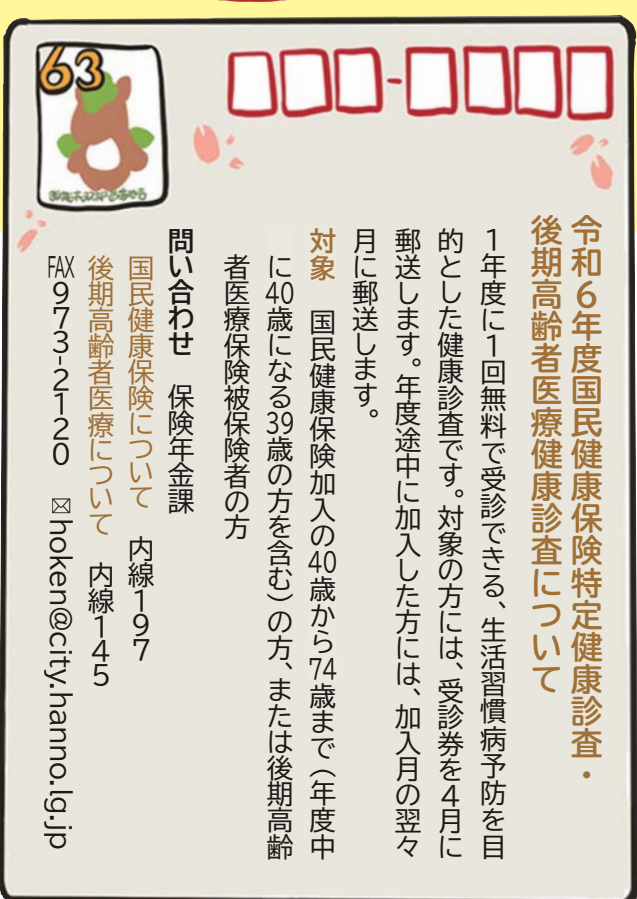 63
令和6年度国民健康保険特定健康診査・
後期高齢者医療健康診査について
1年度に1回無料で受診できる、生活習慣病予防を目
的とした健康診査です。対象の方には、受診券を4月に
郵送します。年度途中に加入した方には、加入月の翌々
月に郵送します。
対象 国民健康保険加入の40歳から74歳まで(年度中
に40歳になる39歳の方を含む)の方、または後期高齢
者医療保険被保険者の方
問い合わせ 保険年金課
国民健康保険について 内線197
後期高齢者医療について 内線145
FAX973-2120 ✉hoken@city.hanno.lg.jp